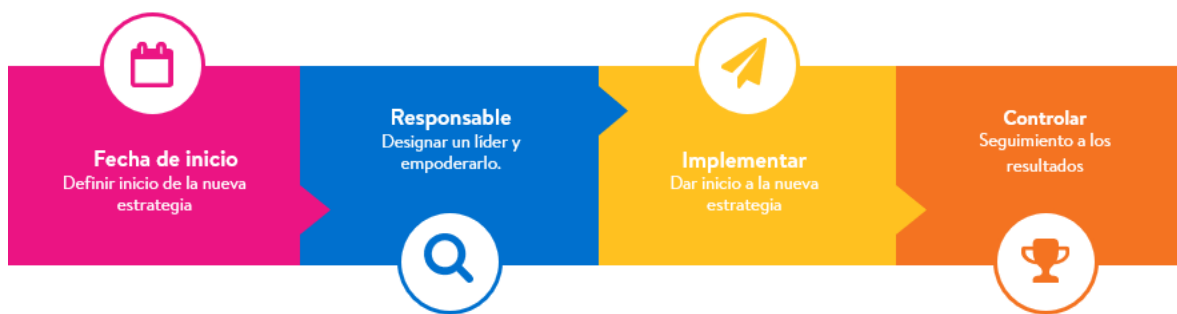 Fecha de inicio
Definir inicio de la nueva
estrategia
Responsable
Designar un líder y
empoderarlo.
Implementar
Dar inicio a la nueva
estrategia
Controlar
Seguimiento a los
resultados